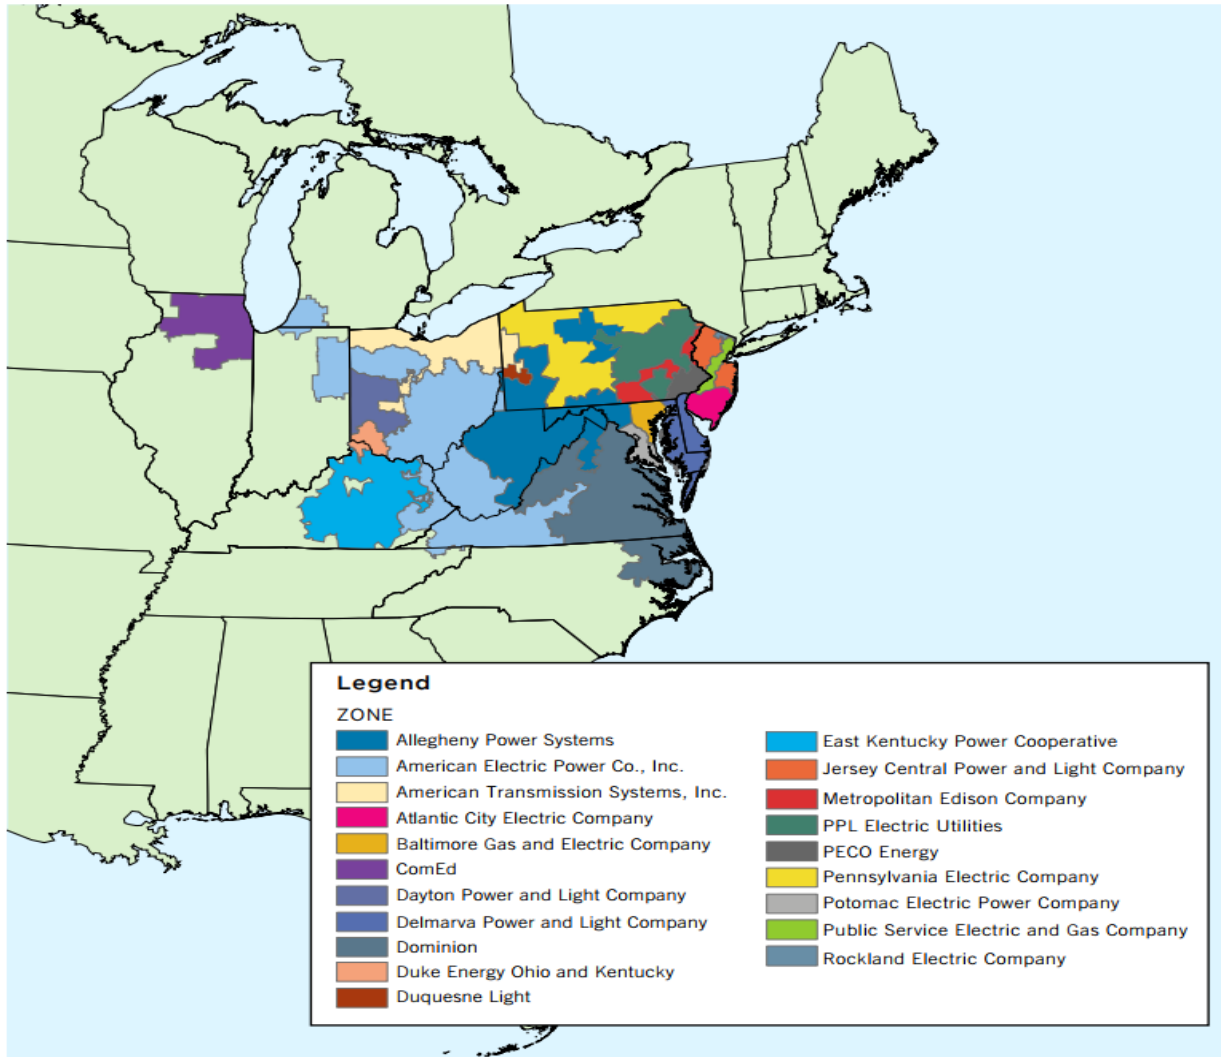 Legend
ZONE
Allegheny Power Systems
American Electric Power Co., Inc.
American Transmission Systems, Inc.
Atlantic City Electric Company
Baltimore Gas and Electric Company
ComEd
Dayton Power and Light Company
Delmarva Power and Light Company
Dominion
Duke Energy Ohio and Kentucky
Duquesne Light
East Kentucky Power Cooperative
Jersey Central Power and Light Company
Metropolitan Edison Company
PPL Electric Utilities
PECO Energy
Pennsylvania Electric Company
Potomac Electric Power Company
Public Service Electric and Gas Company
Rockland Electric Company